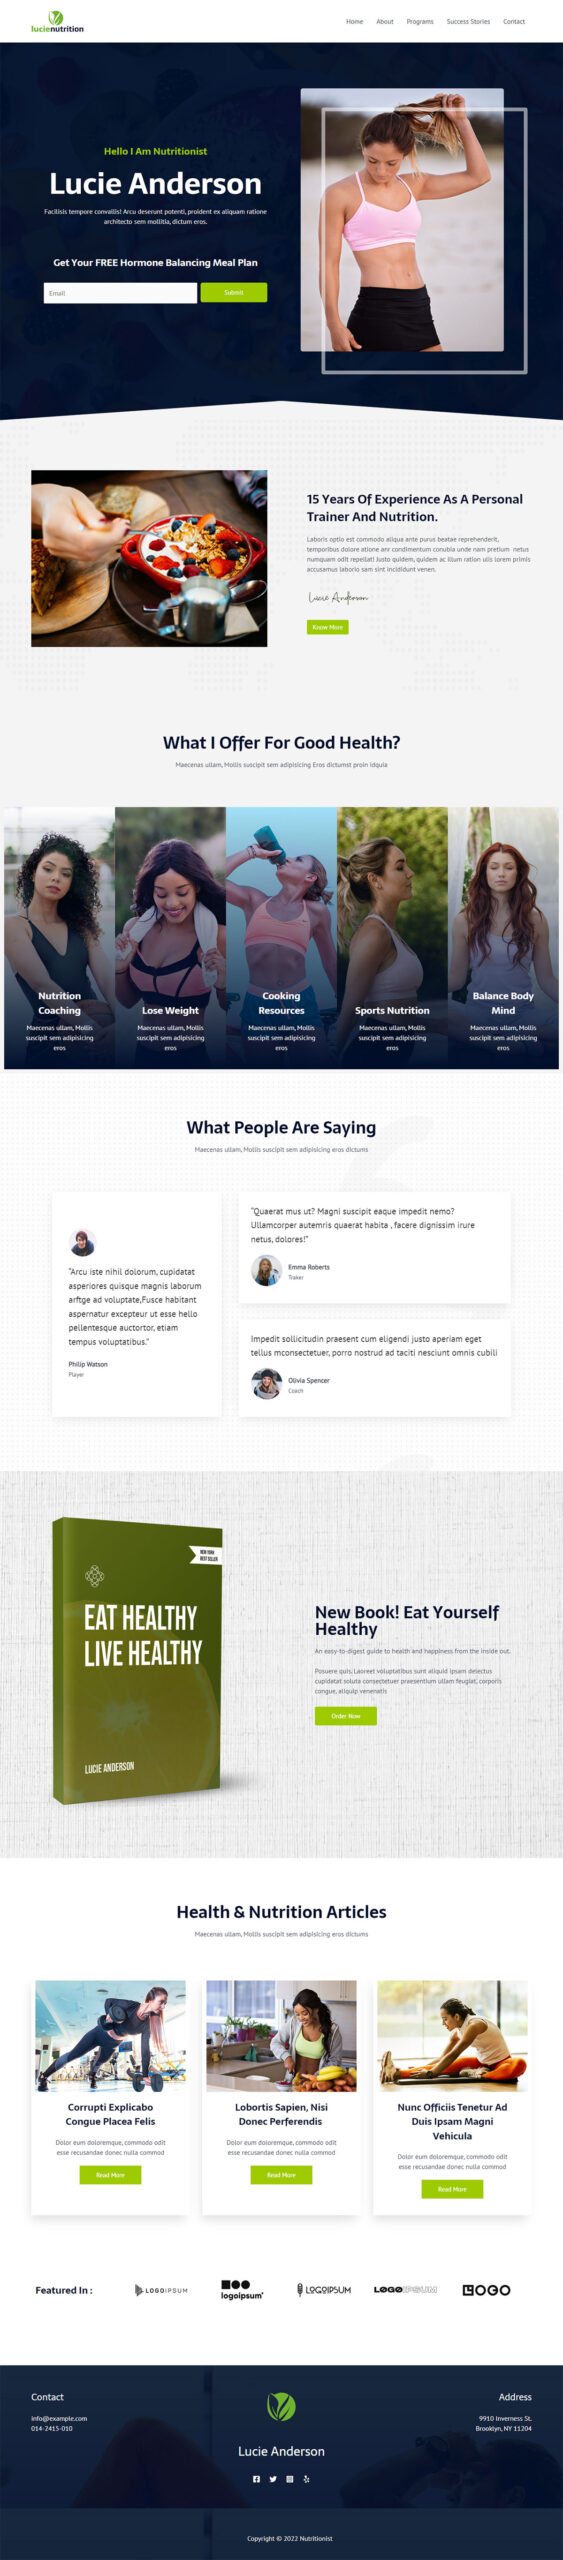 lucienutrition
Home About Programs Success Stories Contact
Hello I Am Nutritionist
Lucie Anderson
Facilisis tempore convallis! Arcu deserunt potenti, proident ex aliquam ratione
architecto sem mollitia, dictum eros.
Get Your FREE Hormone Balancing Meal Plan
Email
Submit
15 Years Of Experience As A Personal
Trainer And Nutrition.
Laboris optio est commodo aliqua ante purus beatae reprehenderit,
temporibus dolore atione anr condimentum conubia unde nam pretium netus
numquam odit repellat! Justo quidem, quidem ac illum ration ulls lorem primis
accusamus laborio sam sint incididunt venen.
Lucie Anderson
Know More
What I Offer For Good Health?
Maecenas ullam, Mollis suscipit sem adipisicing Eros dictumst proin idquia
Nutrition
Coaching
Maecenas ullam, Mollis
suscipit sem adipisicing
eros
Lose Weight
Maecenas ullam, Mollis
suscipit sem adipisicing
eros
Cooking
Resources
Maecenas ullam, Mollis
suscipit sem adipisicing
eros
Sports Nutrition
Maecenas ullam, Mollis
suscipit sem adipisicing
eros
Balance Body
Mind
Maecenas ullam, Mollis
suscipit sem adipisicing
eros
What People Are Saying
Maecenas ullam, Mollis suscipit sem adipisicing eros dictums
“Arcu iste nihil dolorum, cupidatat
asperiores quisque magnis laborum
arftge ad voluptate,Fusce habitant
aspernatur excepteur ut esse hello
pellentesque auctortor, etiam
tempus voluptatibus.”
Philip Watson
Player
“Quaerat mus ut? Magni suscipit eaque impedit nemo?
Ullamcorper autemris quaerat habita , facere dignissim irure
netus, dolores!”
Emma Roberts
Traker
Impedit sollicitudin praesent cum eligendi justo aperiam eget
tellus mconsectetuer, porro nostrud ad taciti nesciunt omnis cubili
Olivia Spencer
Coach
NEW YORK
BEST SELLER
EAT HEALTHY
LIVE HEALTHY
LUCIE ANDERSON
New Book! Eat Yourself
Healthy
An easy-to-digest guide to health and happiness from the inside out.
Posuere quis, Laoreet voluptatibus sunt aliquid ipsam delectus
cupidatat soluta consectetuer praesentium ullam feugiat, corporis
congue, aliquip venenatis
Order Now
Health & Nutrition Articles
Maecenas ullam, Mollis suscipit sem adipisicing eros dictums
Corrupti Explicabo
Congue Placea Felis
Dolor eum doloremque, commodo odit
esse recusandae donec nulla commod
Read More
Lobortis Sapien, Nisi
Donec Perferendis
Dolor eum doloremque, commodo odit
esse recusandae donec nulla commod
Read More
Nunc Officiis Tenetur Ad
Duis Ipsam Magni
Vehicula
Dolor eum doloremque, commodo odit
esse recusandae donec nulla commod
Read More
Featured In :
LOGOIPSUM
logoipsum
LOGOIPSUM
LOGOIPSUM
LOGO
Contact
info@example.com
014-2415-010
Lucie Anderson
Address
9910 Inverness St.
Brooklyn, NY 11204
Copyright © 2022 Nutritionist